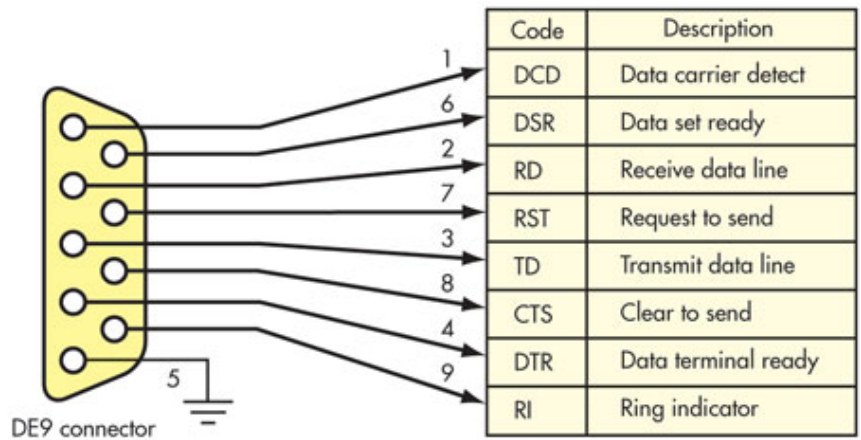 Code Description
1 DCD Data carrier detect
6 DSR Data set ready
2 RD Receive data line
7 RST Request to send
3 TD Transmit data line
8 CTS Clear to send
4 DTR Data terminal ready
9 RI Ring indicator
5
DE9 connector